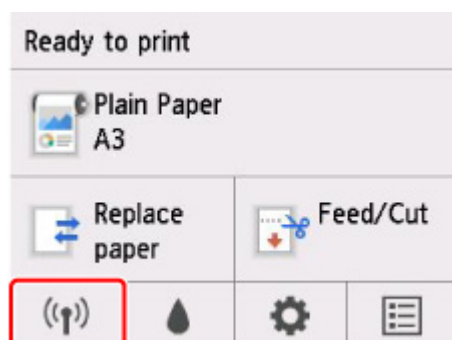 Ready to print
Plain Paper
A3
Replace
paper
Feed/Cut